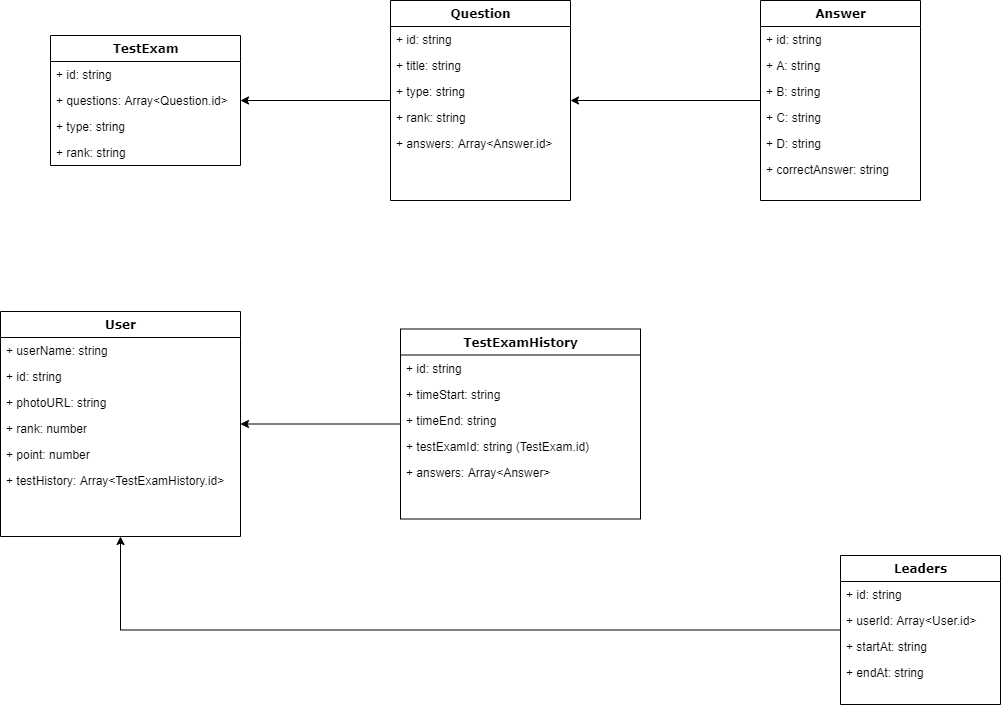 TestExam
+ id: string
+ questions: Array<Question.id>
+ type: string
+ rank: string
Question
+ id: string
+ title: string
+ type: string
+ rank: string
+ answers: Array<Answer.id>
Answer
+ id: string
+ A: string
+ B: string
+ C: string
+ D: string
+ correctAnswer: string
User
+ userName: string
+ id: string
+ photoURL: string
+ rank: number
+ point: number
+ testHistory: Array<TestExamHistory.id>
TestExamHistory
+ id: string
+ timeStart: string
+ timeEnd: string
+ testExamId: string (TestExam.id)
+ answers: Array<Answer>
Leaders
+ id: string
+ userId: Array<User.id>
+ startAt: string
+ endAt: string